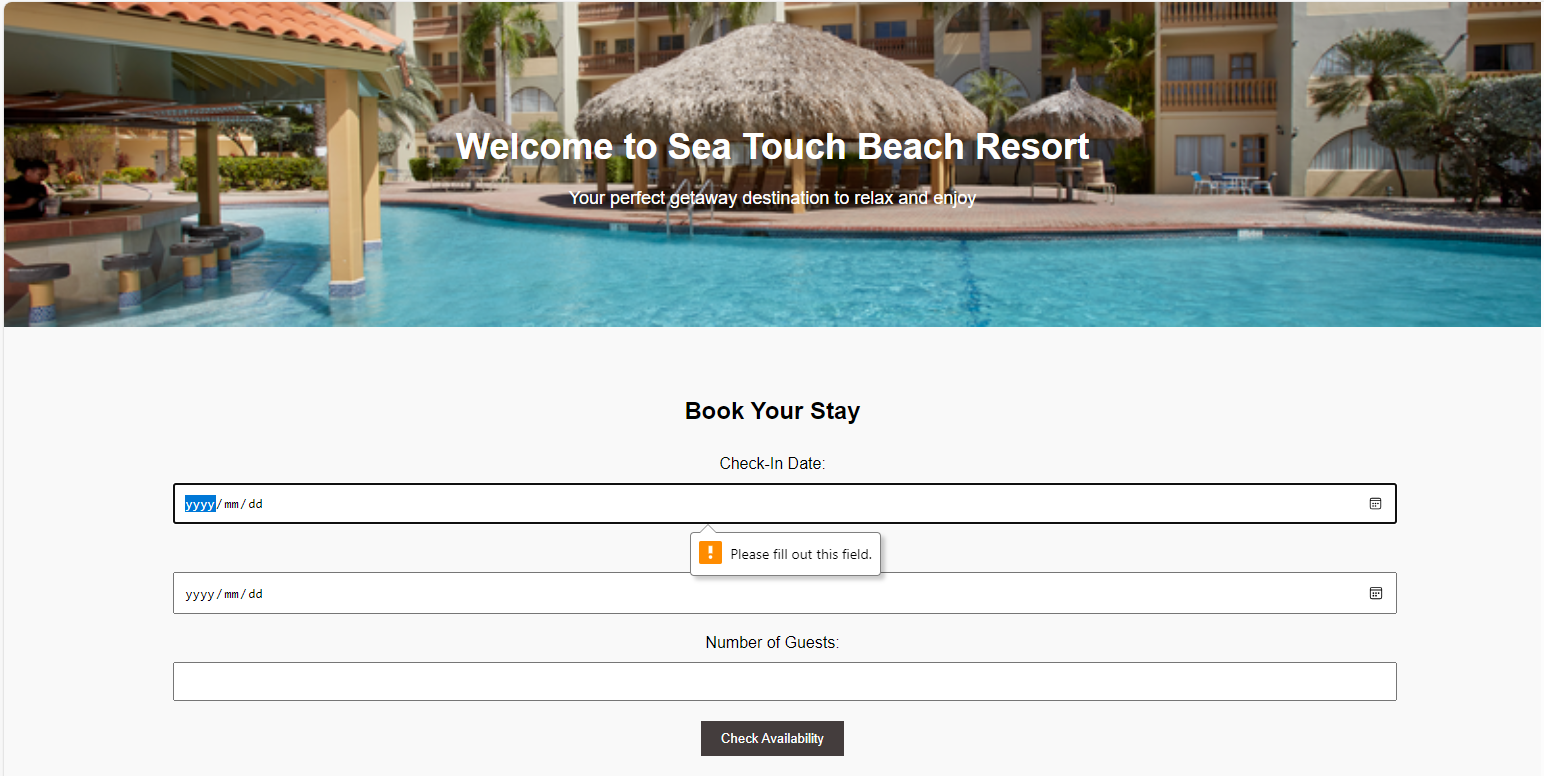 Welcome to Sea Touch Beach Resort
Your perfect getaway destination to relax and enjoy
Book Your Stay
Check-In Date:
yyyy/mm/dd
Please fill out this field.
yyyy/mm/dd
Number of Guests:
Check Availability